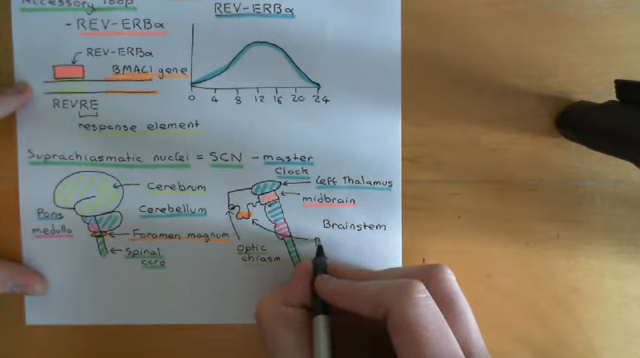 Accessory loop
REV-ERBα
- REV-ERBα
REV-ERBα
BMAL1 gene
REVRE
response element
0 4 8 12 16 20 24
Suprachiasmatic nuclei = SCN - master
Clock
Cerebrum
Left Thalamus
midbrain
Pons
Cerebellum
medulla
Brainstem
Foramen magnum
Optic
chiasm
Spinal
cord